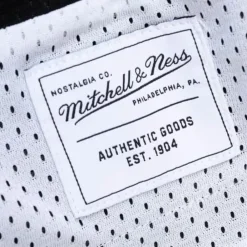 NOSTALGIA CO.
Mitchell & Ness
PHILADELPHIA, PA.
AUTHENTIC GOODS
EST. 1904